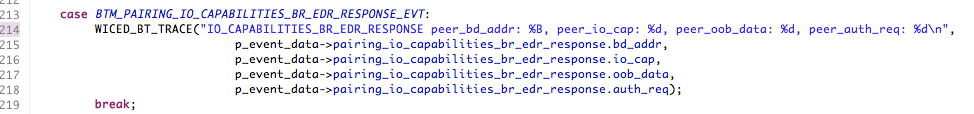 213 case BTM_PAIRING_IO_CAPABILITIES_BR_EDR_RESPONSE_EVT:
214 WICED_BT_TRACE("IO_CAPABILITIES_BR_EDR_RESPONSE peer_bd_addr: %B, peer_io_cap: %d, peer_oob_data: %d, peer_auth_req: %d\n",
215 p_event_data->pairing_io_capabilities_br_edr_response.bd_addr,
216 p_event_data->pairing_io_capabilities_br_edr_response.io_cap,
217 p_event_data->pairing_io_capabilities_br_edr_response.oob_data,
218 p_event_data->pairing_io_capabilities_br_edr_response.auth_req);
219 break;